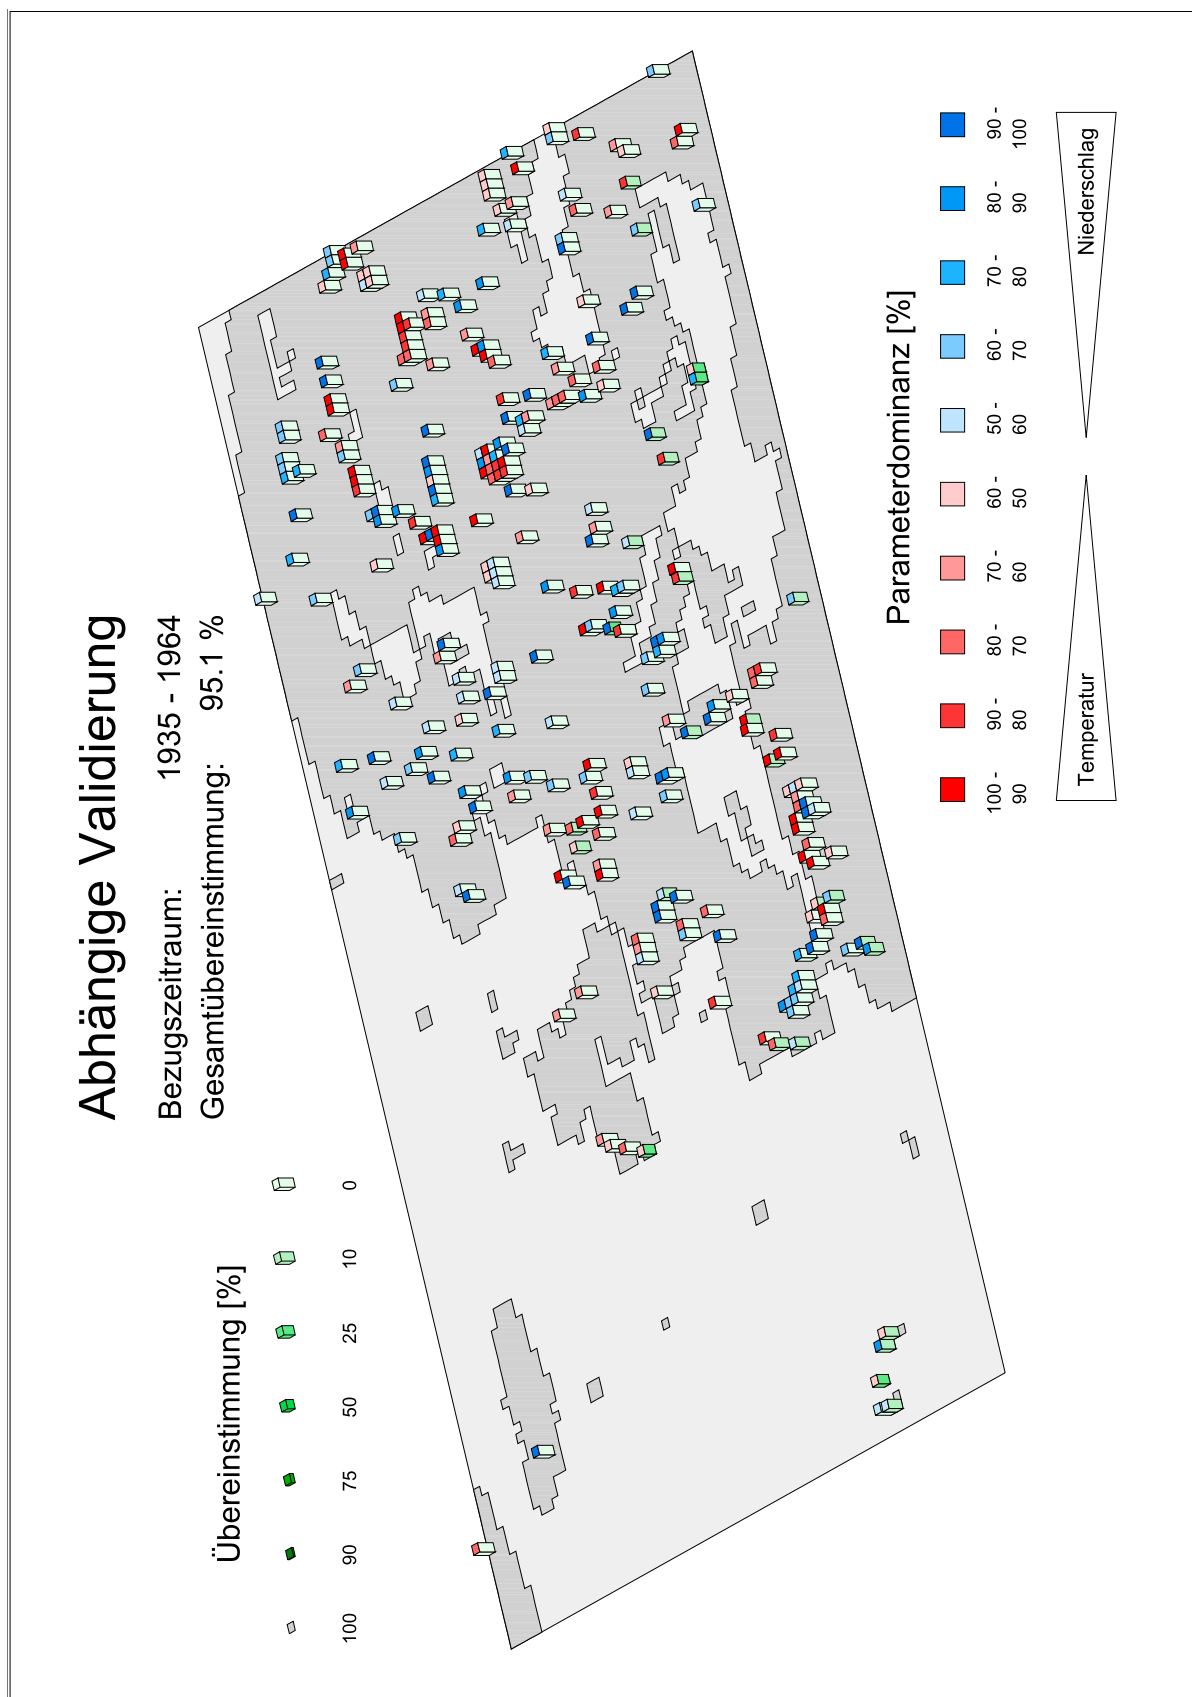 Abhängige Validierung
Bezugszeitraum: 1935 - 1964
Gesamtübereinstimmung: 95.1 %
Übereinstimmung [%]
100 90 75 50 25 10 0
Parameterdominanz [%]
100 - 90 - 80 - 70 - 60 - 50 - 60 - 70 - 80 - 90 -
90 80 70 60 50 60 70 80 90 100
Temperatur Niederschlag